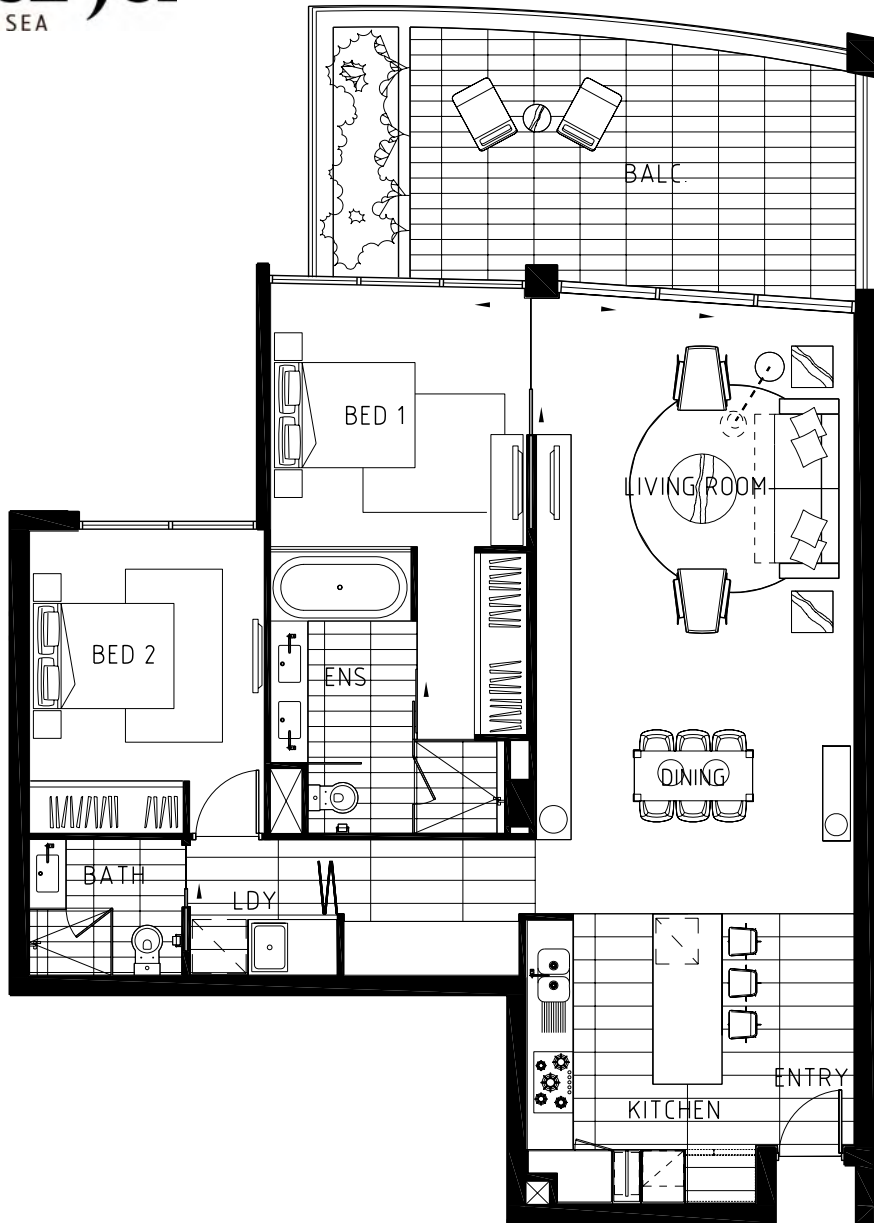 SEA
BALC.
BED 1
LIVING ROOM
BED 2
ENS
DINING
BATH
LDY
ENTRY
KITCHEN